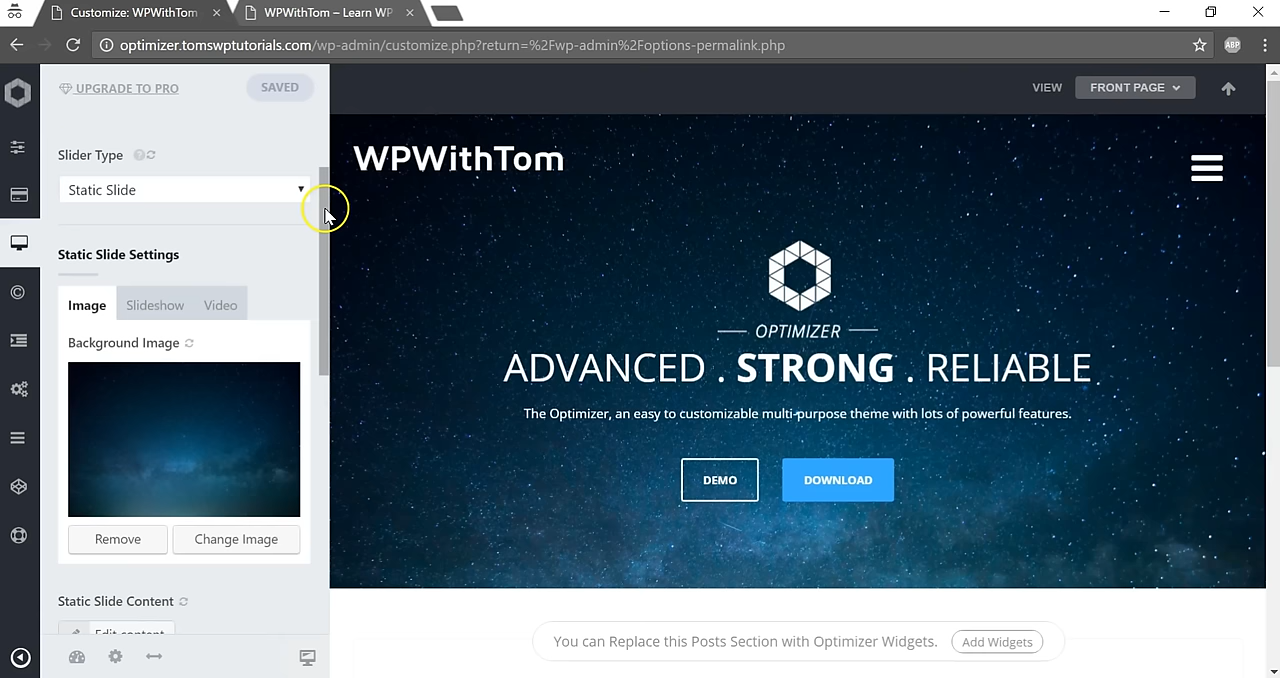 Customize: WPWithTom
WPWithTom – Learn WP
optimizer.tomswptutorials.com/wp-admin/customize.php?return=%2Fwp-admin%2Foptions-permalink.php
ABP
UPGRADE TO PRO
SAVED
VIEW
FRONT PAGE
Slider Type
Static Slide
Static Slide Settings
Image
Slideshow
Video
Background Image
Remove
Change Image
Static Slide Content
Edit content
WPWithTom
OPTIMIZER
ADVANCED . STRONG . RELIABLE
The Optimizer, an easy to customizable multi-purpose theme with lots of powerful features.
DEMO
DOWNLOAD
You can Replace this Posts Section with Optimizer Widgets.
Add Widgets